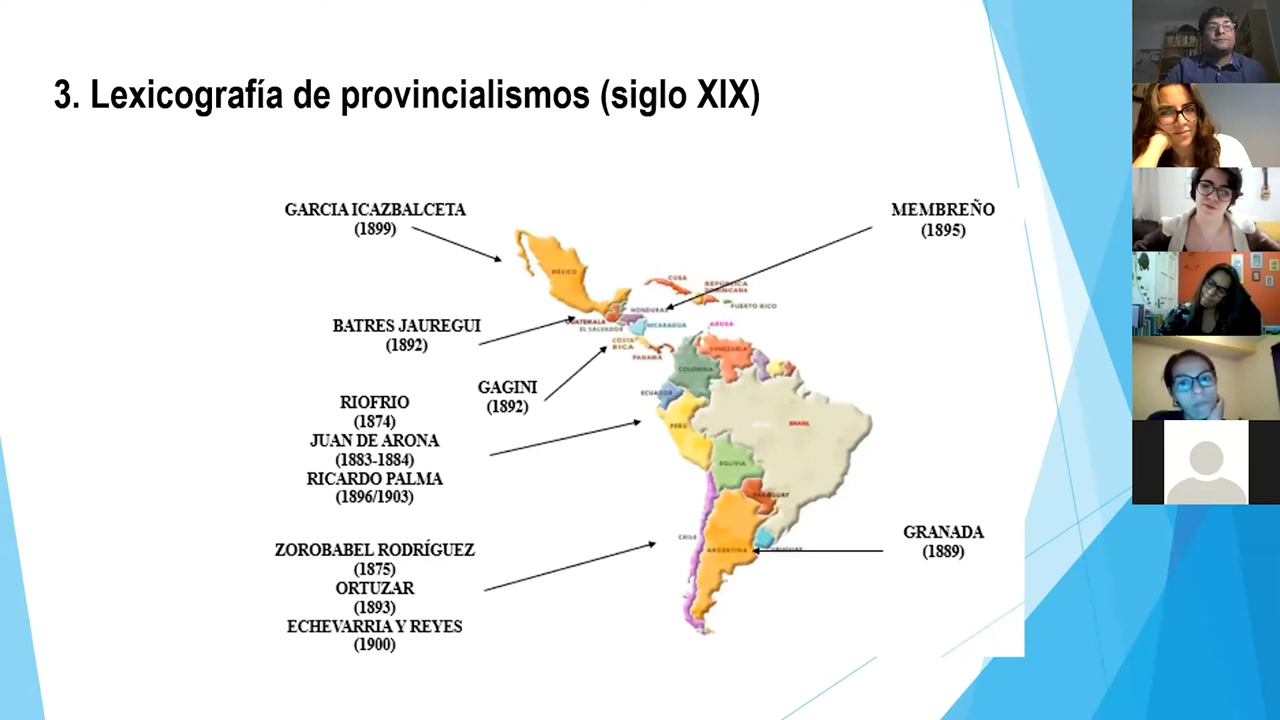 3. Lexicografía de provincialismos (siglo XIX)
GARCIA ICAZBALCETA
(1899)
MEMBREÑO
(1895)
MÉXICO
CUBA
REPÚBLICA
DOMINICANA
PUERTO RICO
HONDURAS
GUATEMALA
EL SALVADOR
NICARAGUA
ARUBA
BATRES JAUREGUI
(1892)
COSTA
RICA
PANAMÁ
VENEZUELA
COLOMBIA
GAGINI
(1892)
ECUADOR
RIOFRIO
(1874)
JUAN DE ARONA
(1883-1884)
RICARDO PALMA
(1896/1903)
PERÚ
BRASIL
BOLIVIA
PARAGUAY
ZOROBABEL RODRÍGUEZ
(1875)
ORTUZAR
(1893)
ECHEVARRIA Y REYES
(1900)
CHILE
ARGENTINA
URUGUAY
GRANADA
(1889)